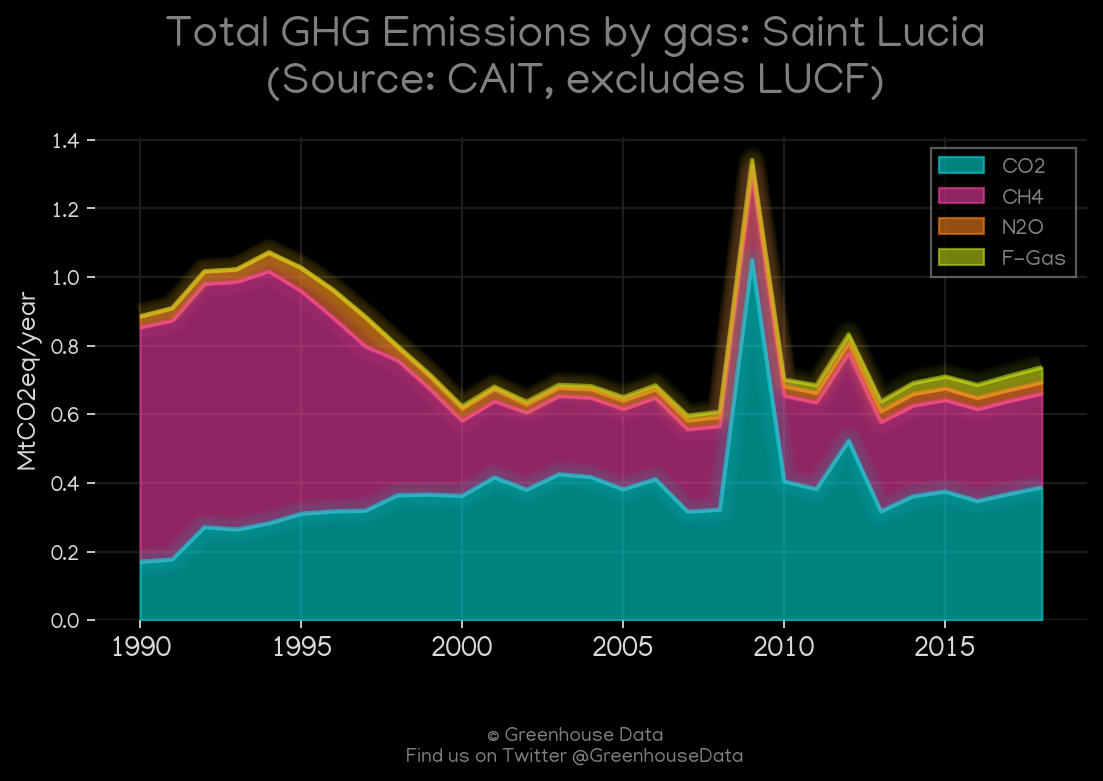 Total GHG Emissions by gas: Saint Lucia
(Source: CAIT, excludes LUCF)
MtCO2eq/year
1.4
1.2
1.0
0.8
0.6
0.4
0.2
0.0
1990
1995
2000
2005
2010
2015
CO2
CH4
N2O
F-Gas
© Greenhouse Data
Find us on Twitter @GreenhouseData